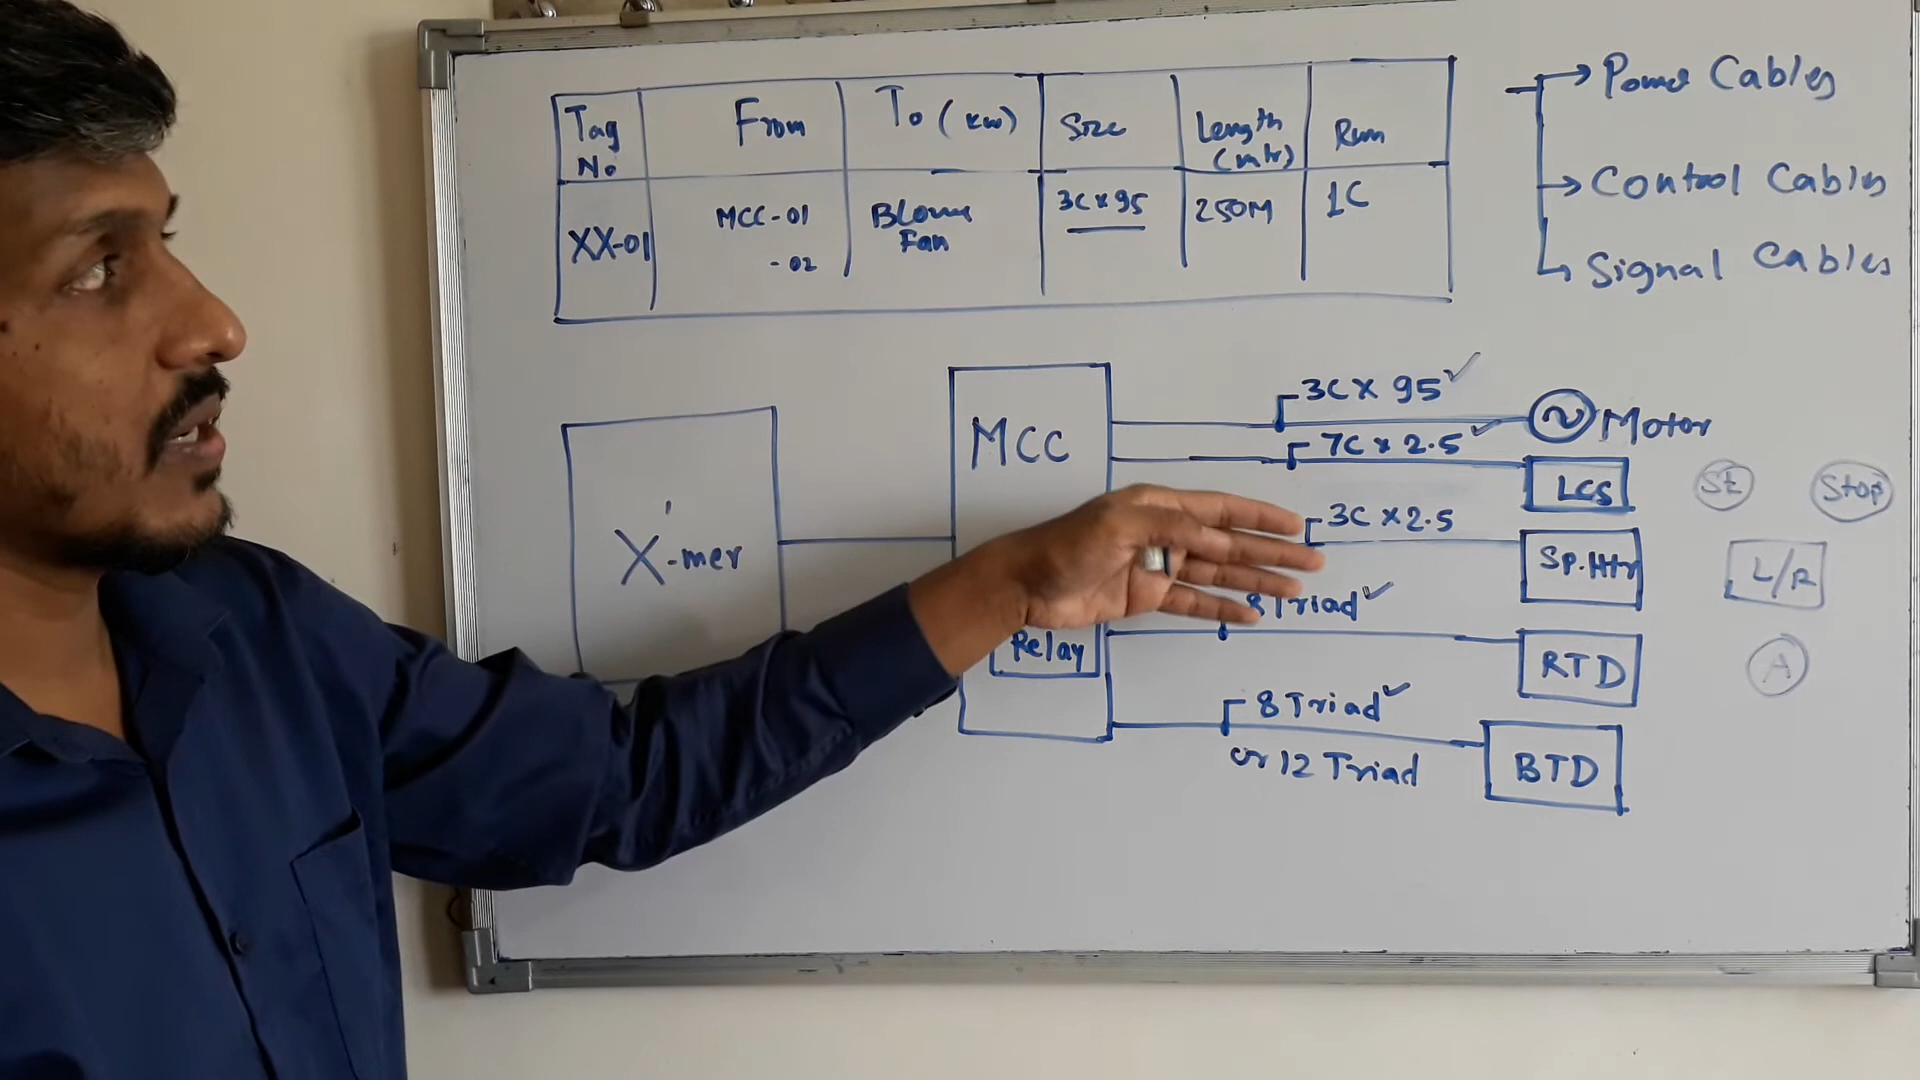 Tag No.
From
To (kw)
Size
Length (mtr)
Run
XX-01
MCC-01
-02
Blower Fan
3C x 95
250M
1C
Power Cables
Control Cables
Signal Cables
X-mer
MCC
Relay
3C x 95
Motor
7C x 2.5
LCS
St
Stop
3C x 2.5
Sp.Htr
L/R
8 Triad
RTD
A
8 Triad
or 12 Triad
BTD